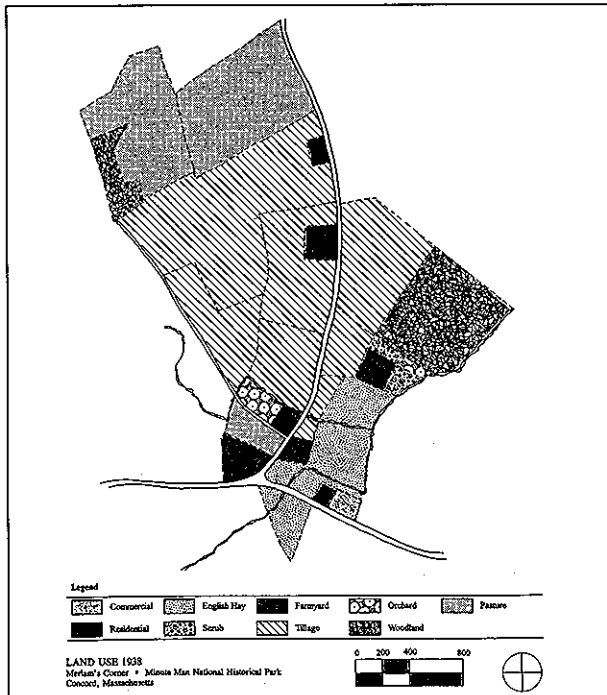 Legend
Commercial English Hay Farmyard Orchard Pasture
Residential Scrub Tillage Woodland
LAND USE 1938
Meriam's Corner • Minute Man National Historical Park
Concord, Massachusetts
0 200 400 800